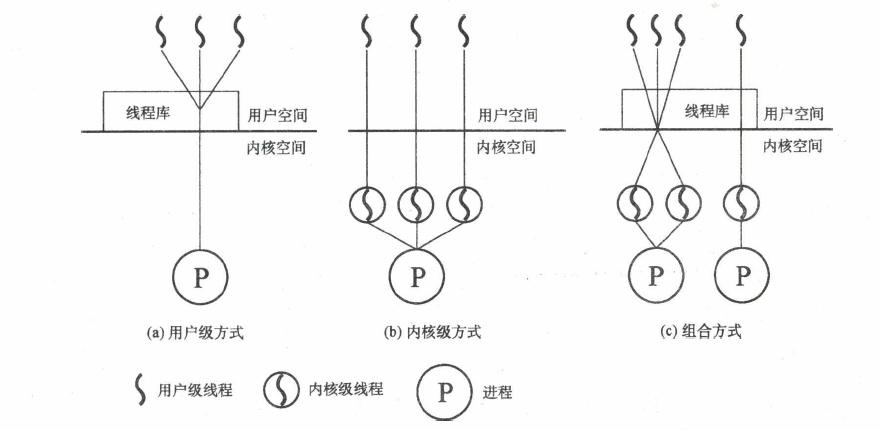 线程库
用户空间
内核空间
用户空间
内核空间
线程库
用户空间
内核空间
P
P
P
P
(a) 用户级方式
(b) 内核级方式
(c) 组合方式
用户级线程
内核级线程
P
进程